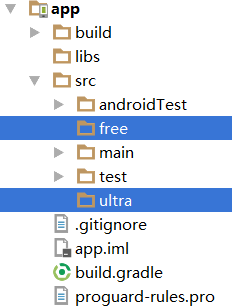 app
build
libs
src
androidTest
free
main
test
ultra
.gitignore
app.iml
build.gradle
proguard-rules.pro